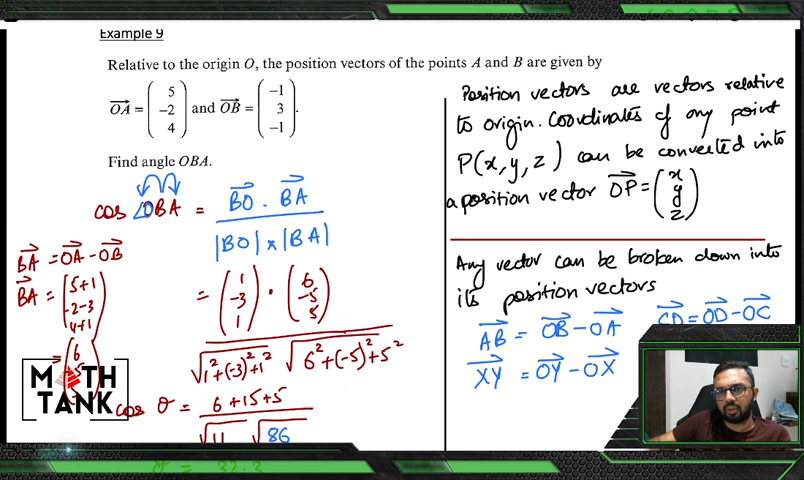 Example 9
Relative to the origin O, the position vectors of the points A and B are given by
OA = ( 5 -2 4 ) and OB = ( -1 3 -1 ).
Find angle OBA.
cos ∠OBA = BO . BA
|BO| × |BA|
BA = OA - OB
BA = ( 5+1 -2-3 4+1 )
= ( 6
= ( 1 -3 1 ) • ( 6 -5 5 )
√1²+(-3)²+1² √6²+(-5)²+5²
cos θ = 6+15+5
√11 √86
θ = 32.3
Position vectors are vectors relative
to origin. Coordinates of any point
P(x, y, z) can be converted into
a position vector OP = ( x y z )
Any vector can be broken down into
its position vectors
AB = OB - OA
CD = OD - OC
XY = OY - OX
MATH
TANK